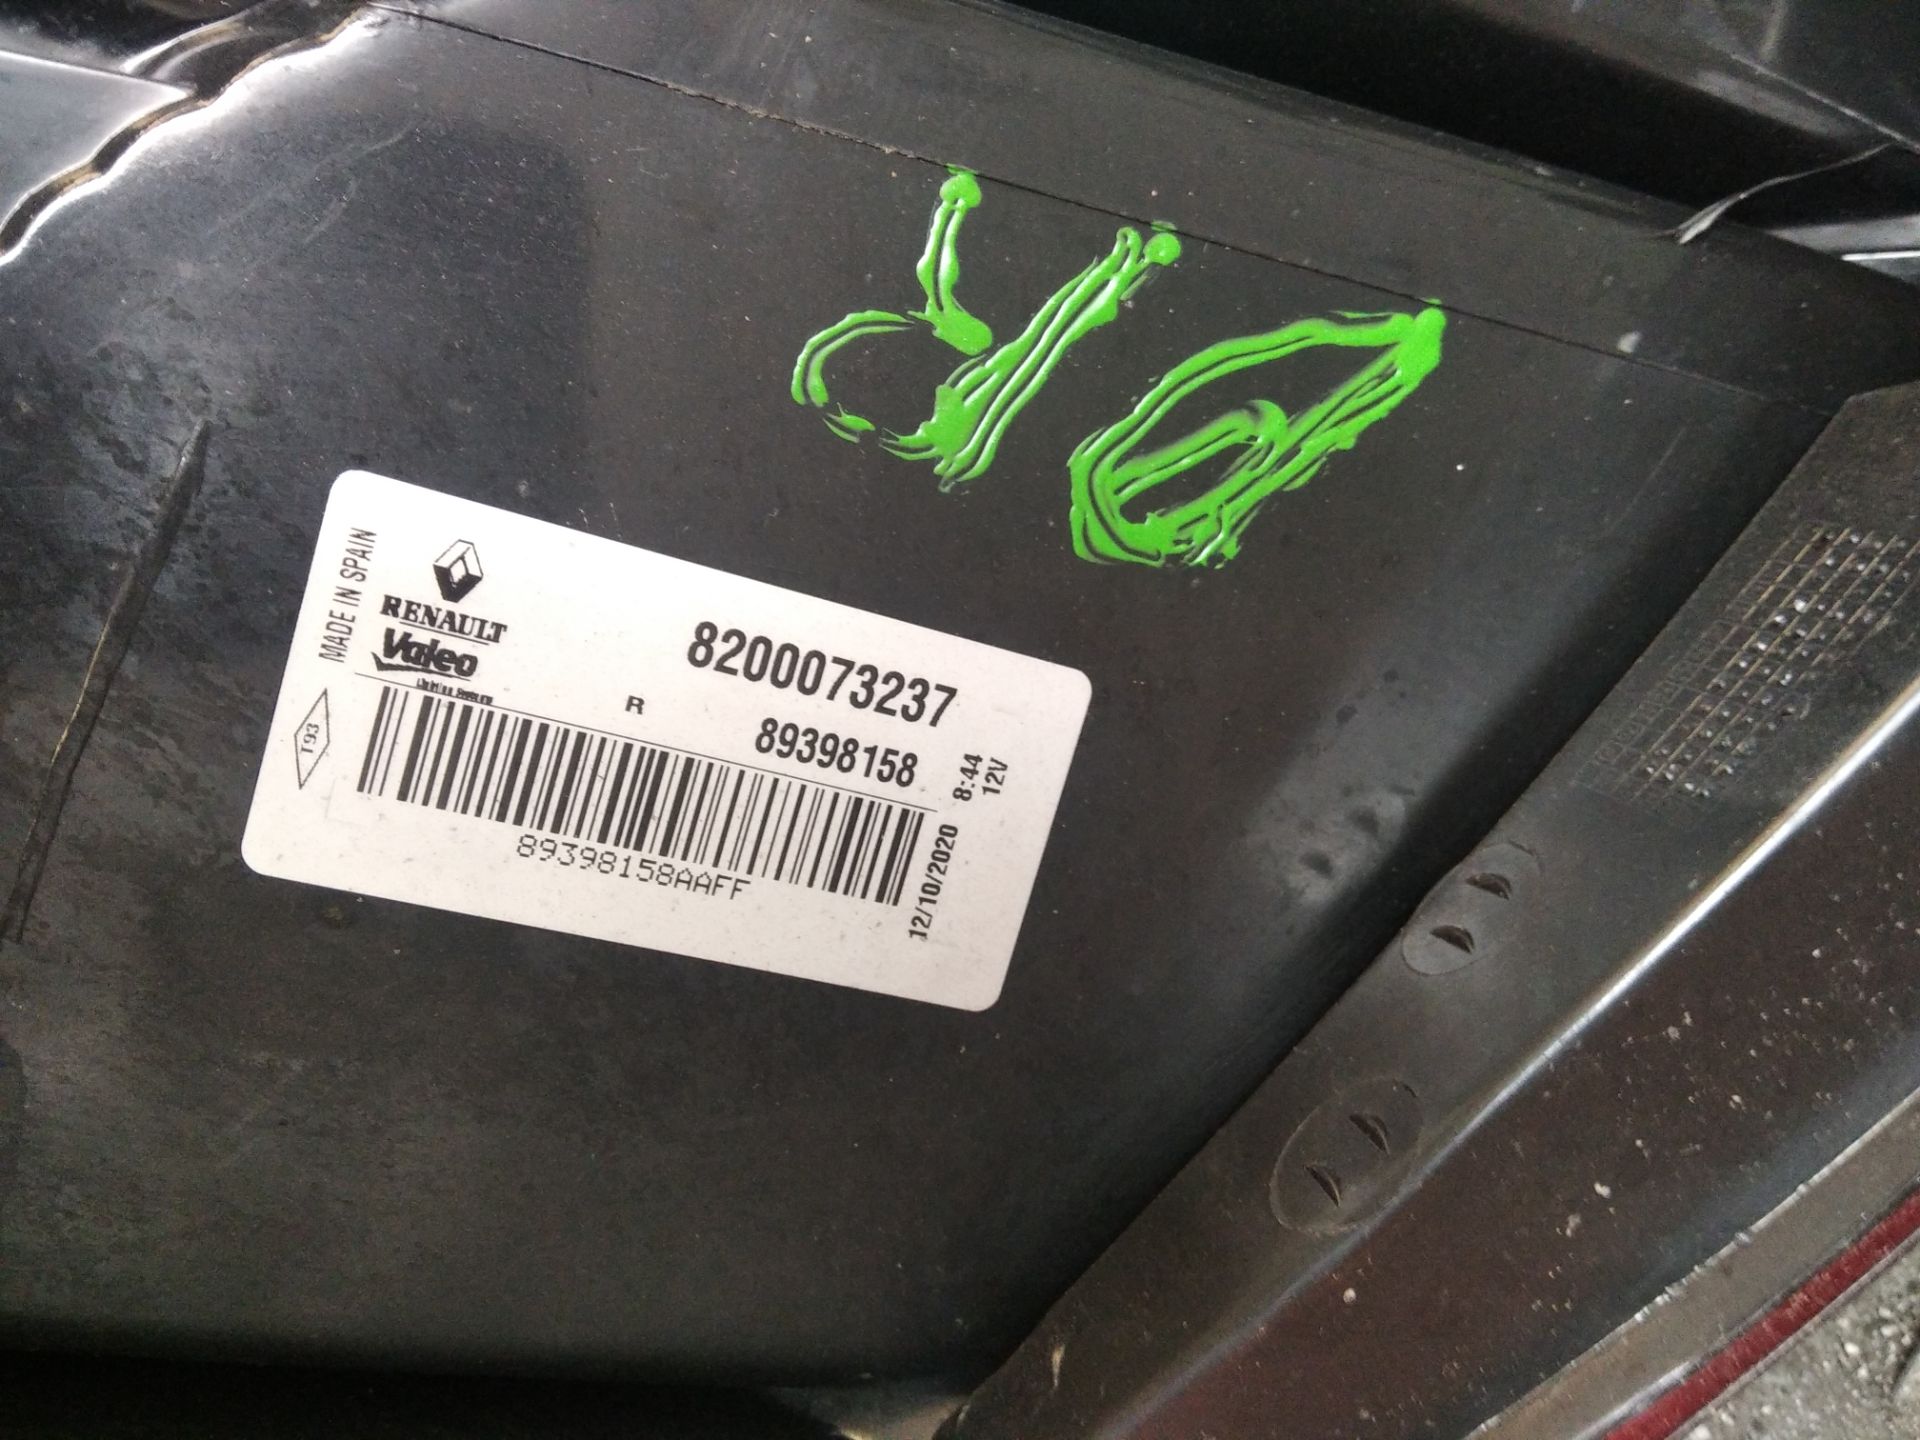 MADE IN SPAIN
RENAULT
Valeo
8200073237
R
89398158
8:44
12V
T93
89398158AAFF
12/10/2020